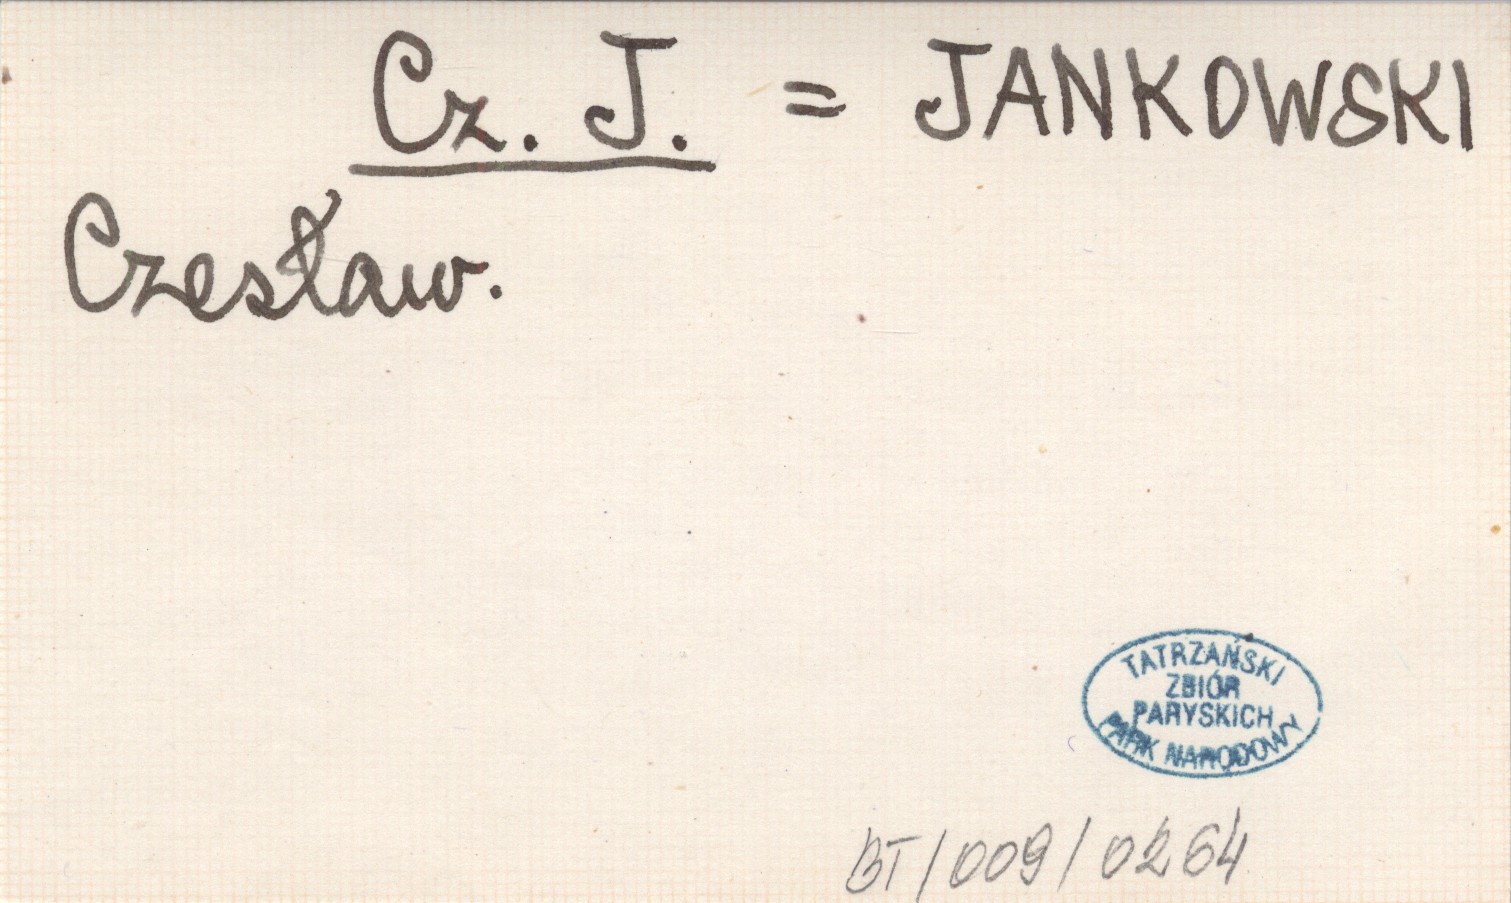 Cz. J. = JANKOWSKI
Czesław.
TATRZAŃSKI
ZBIÓR
PARYSKICH
PARK NARODOWY
BT/009/0264